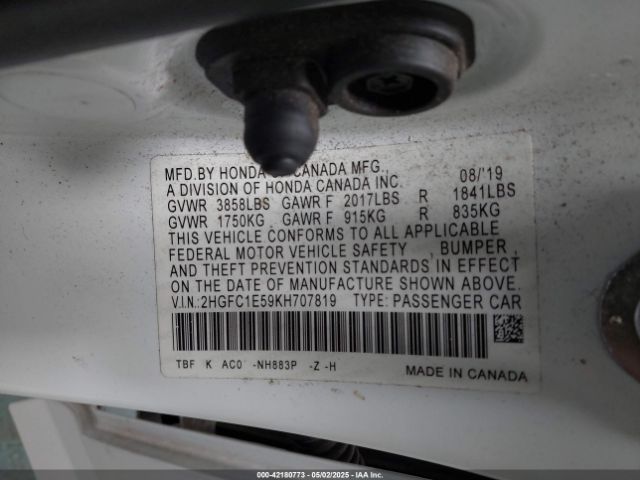 MFD.BY HONDA CANADA MFG., 08/'19
A DIVISION OF HONDA CANADA INC.
GVWR 3858LBS GAWR F 2017LBS R 1841LBS
GVWR 1750KG GAWR F 915KG R 835KG
THIS VEHICLE CONFORMS TO ALL APPLICABLE
FEDERAL MOTOR VEHICLE SAFETY , BUMPER ,
AND THEFT PREVENTION STANDARDS IN EFFECT
ON THE DATE OF MANUFACTURE SHOWN ABOVE.
V.I.N.:2HGFC1E59KH707819 TYPE: PASSENGER CAR
TBF K AC0 -NH883P -Z -H
MADE IN CANADA
000-42180773 - 05/02/2025 - IAA Inc.